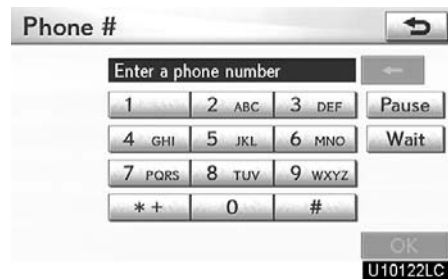 Phone #
Enter a phone number
1 2 ABC 3 DEF Pause
4 GHI 5 JKL 6 MNO Wait
7 PQRS 8 TUV 9 WXYZ
* + 0 #
OK
U10122LC